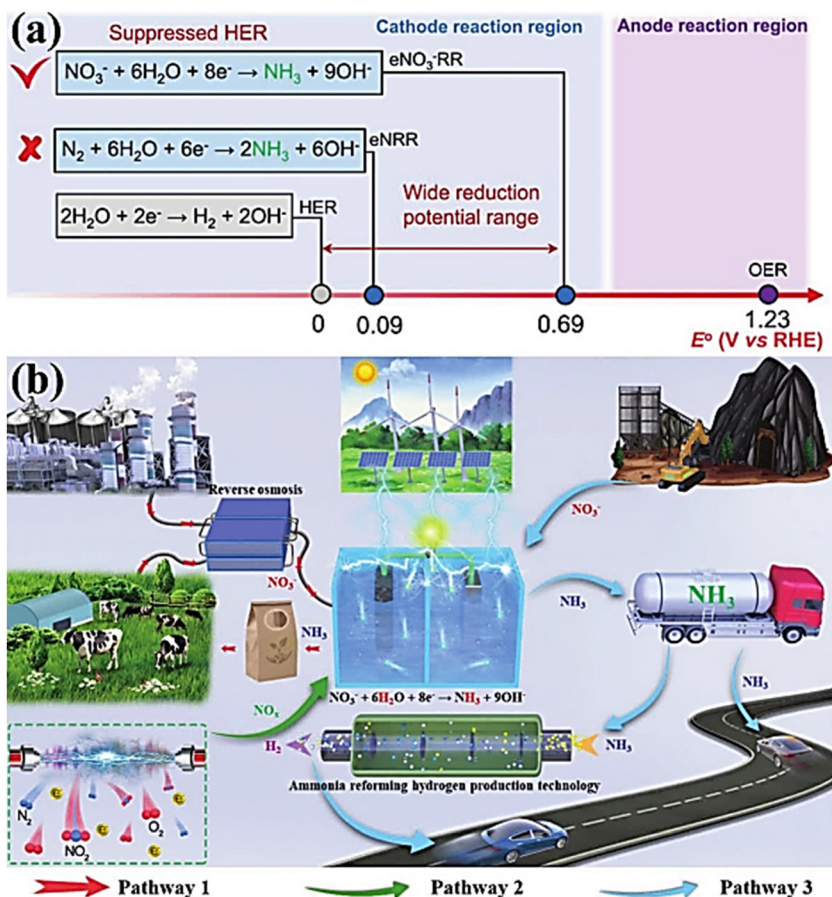 (a)
Suppressed HER
Cathode reaction region
Anode reaction region
NO₃⁻ + 6H₂O + 8e⁻ → NH₃ + 9OH⁻
eNO₃⁻RR
N₂ + 6H₂O + 6e⁻ → 2NH₃ + 6OH⁻
eNRR
2H₂O + 2e⁻ → H₂ + 2OH⁻
HER
Wide reduction
potential range
OER
0
0.09
0.69
1.23
E° (V vs RHE)
(b)
Reverse osmosis
NO₃⁻
NO₃⁻
NH₃
NH₃
NH₃
NH₃
NO₃⁻ + 6H₂O + 8e⁻ → NH₃ + 9OH⁻
NOₓ
H₂
NH₃
Ammonia reforming hydrogen production technology
N₂
NO₂
O₂
Pathway 1
Pathway 2
Pathway 3